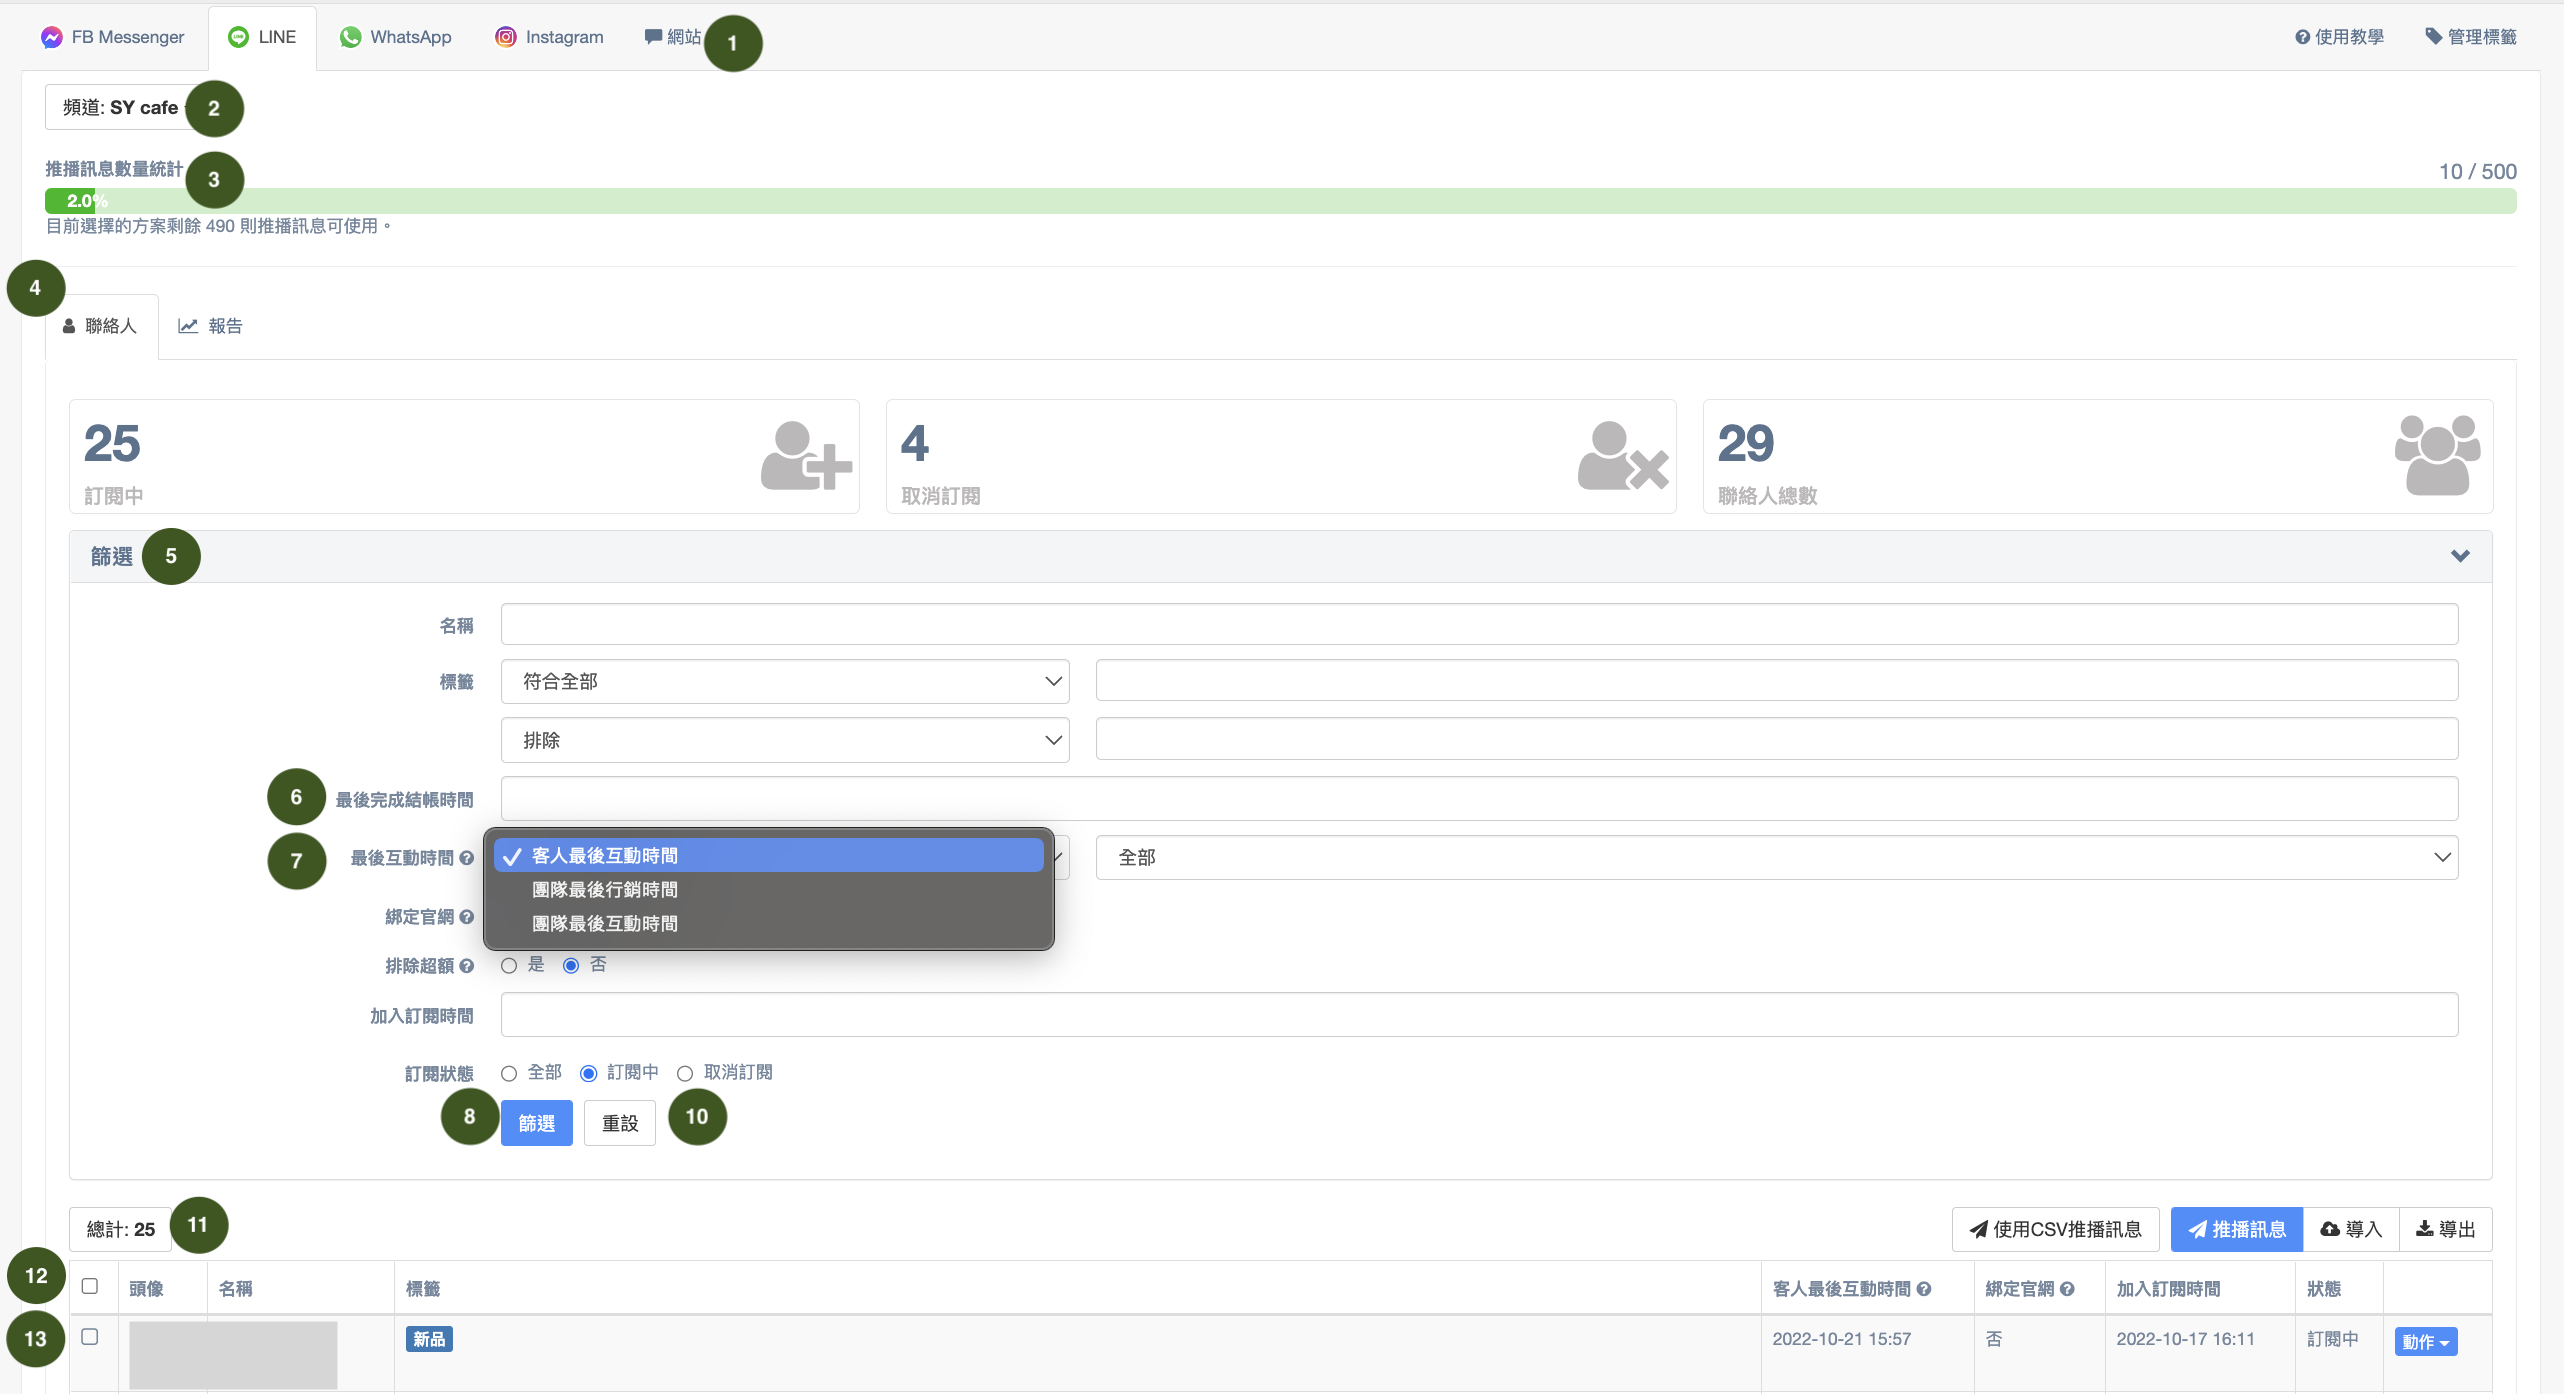 FB Messenger LINE WhatsApp Instagram 網站 1 使用教學 管理標籤
頻道: SY cafe 2
推播訊息數量統計 3 10 / 500
2.0%
目前選擇的方案剩餘 490 則推播訊息可使用。
4
聯絡人 報告
25 4 29
訂閱中 取消訂閱 聯絡人總數
篩選 5
名稱
標籤 符合全部
排除
6 最後完成結帳時間
7 最後互動時間 ? 客人最後互動時間 全部
團隊最後行銷時間
綁定官網 ? 團隊最後互動時間
排除超額 ? 是 否
加入訂閱時間
訂閱狀態 全部 訂閱中 取消訂閱
8 篩選 重設 10
總計: 25 11 使用CSV推播訊息 推播訊息 導入 導出
12 頭像 名稱 標籤 客人最後互動時間 ? 綁定官網 ? 加入訂閱時間 狀態
13 新品 2022-10-21 15:57 否 2022-10-17 16:11 訂閱中 動作